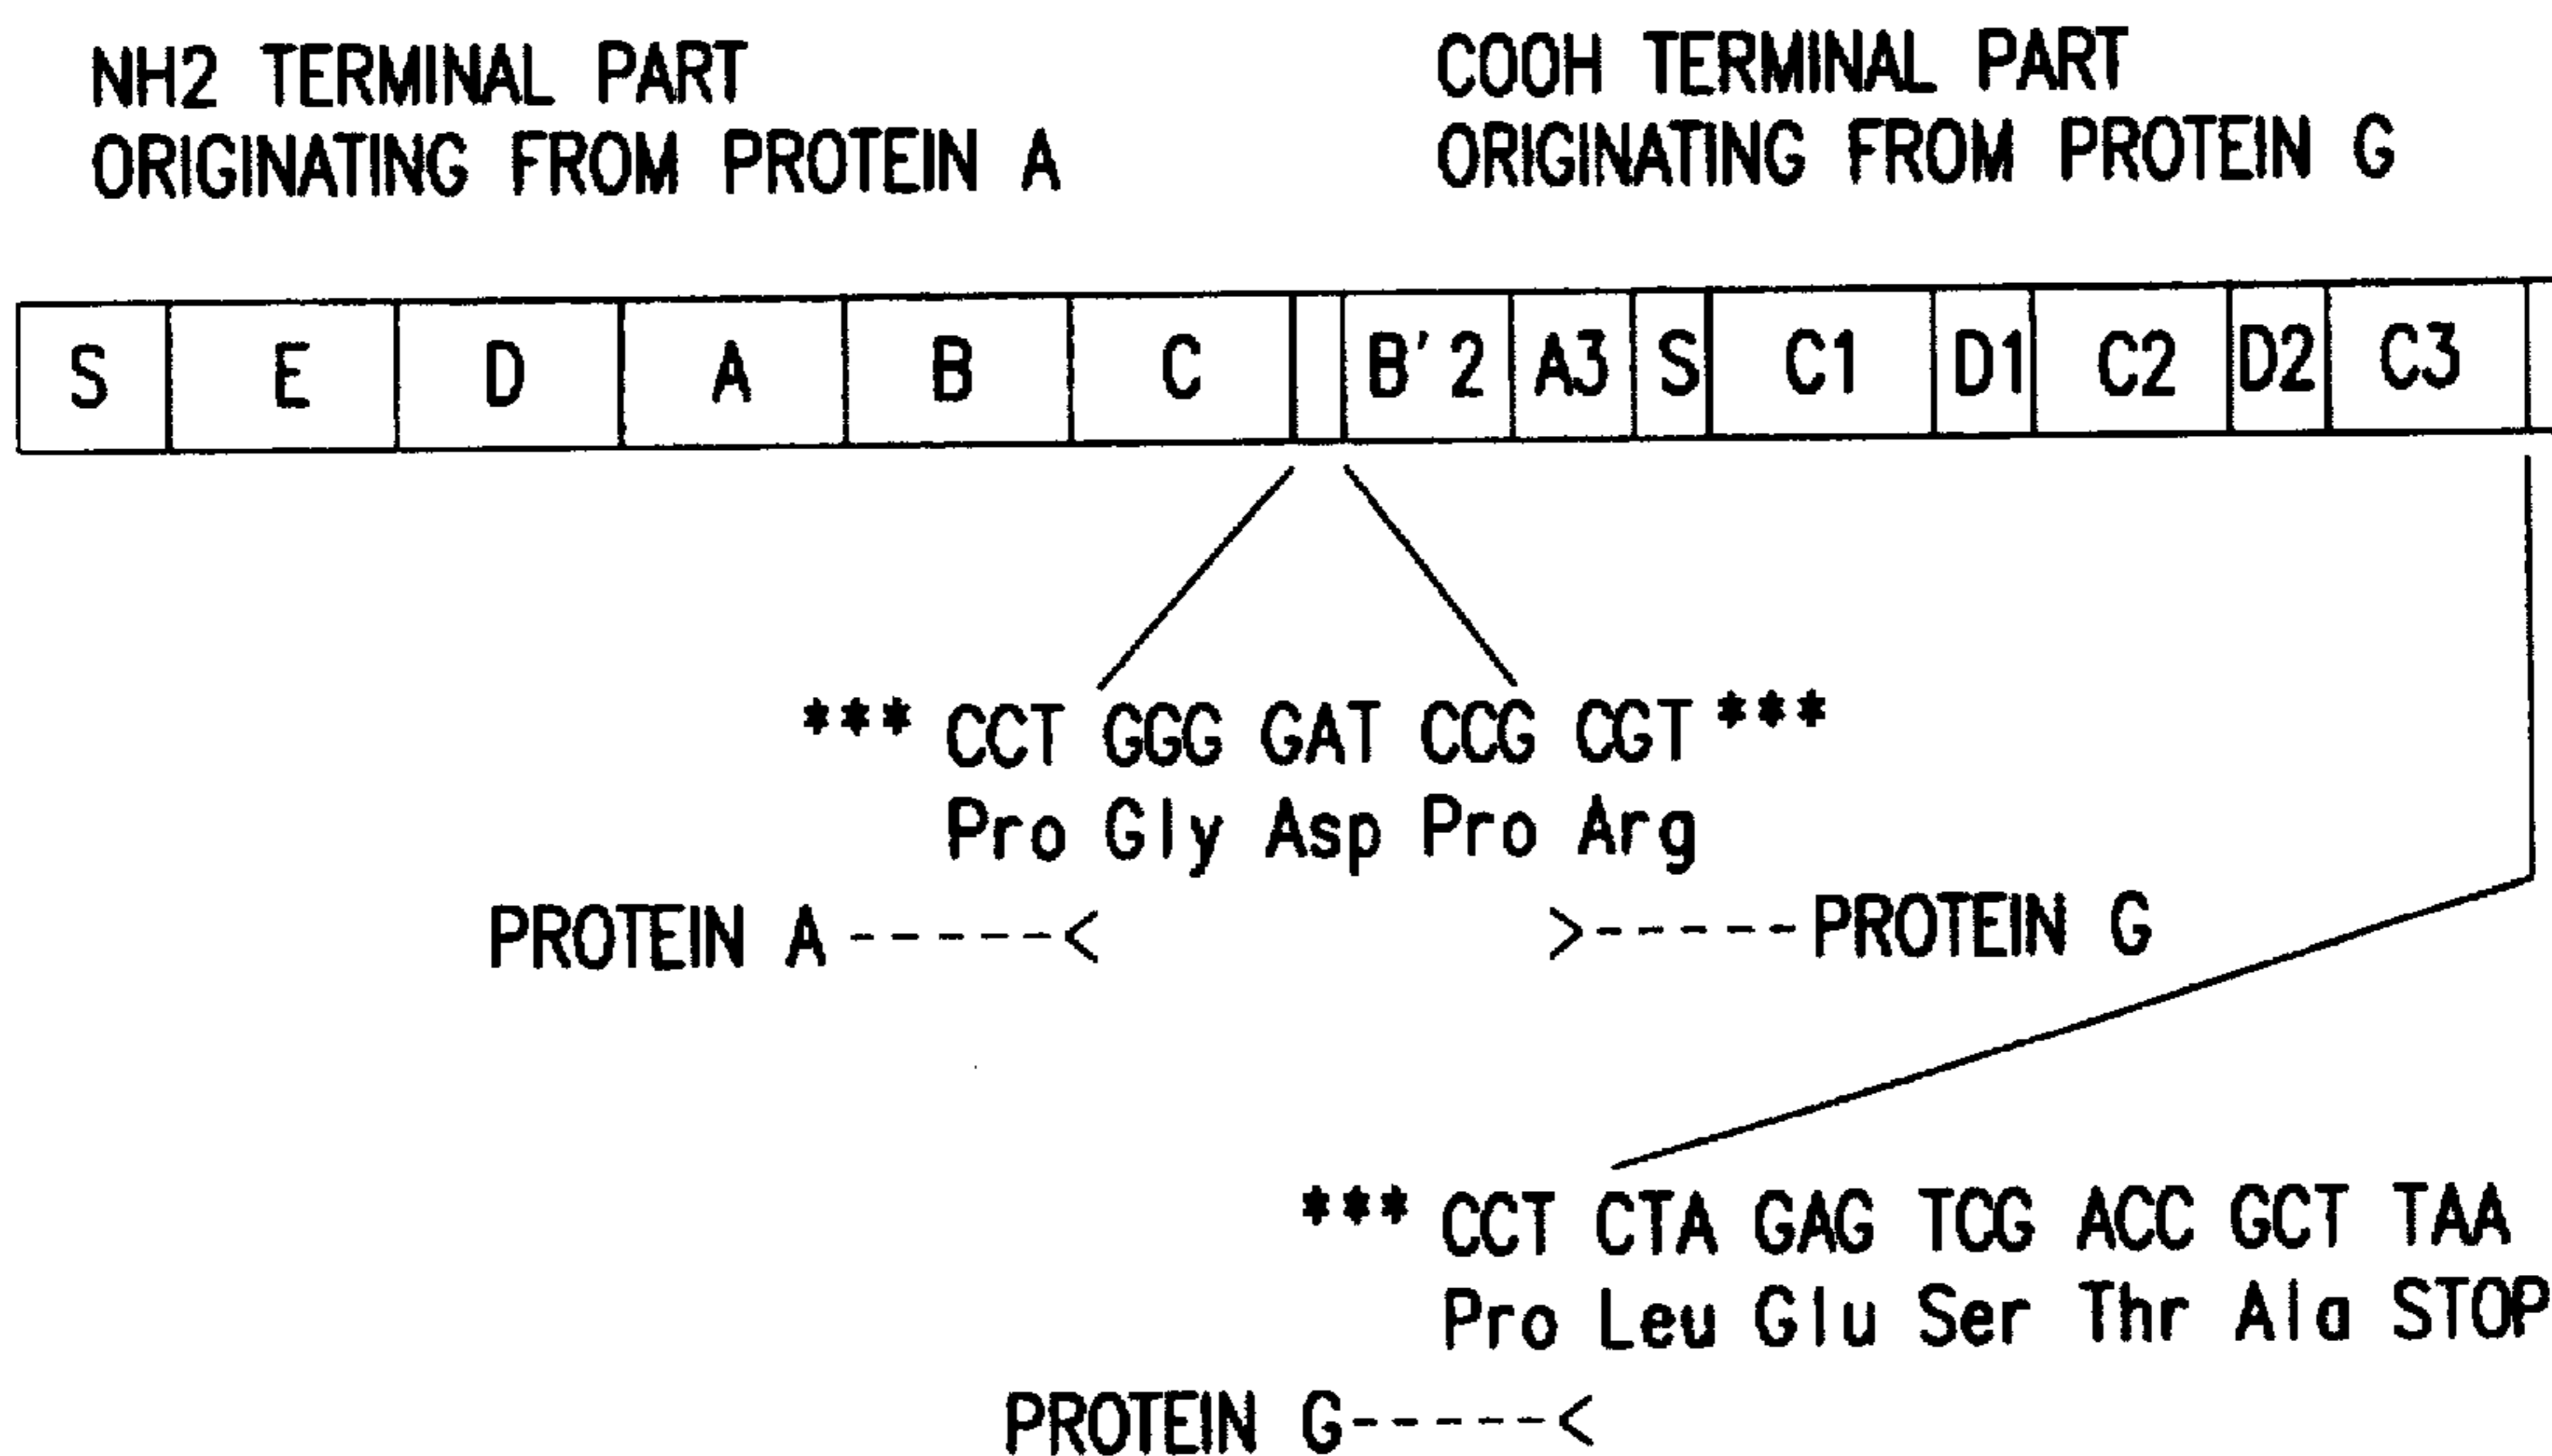 NH2 TERMINAL PART
ORIGINATING FROM PROTEIN A
COOH TERMINAL PART
ORIGINATING FROM PROTEIN G
S E D A B C B'2 A3 S C1 D1 C2 D2 C3
*** CCT GGG GAT CCG CGT ***
Pro Gly Asp Pro Arg
PROTEIN A -----< >----- PROTEIN G
*** CCT CTA GAG TCG ACC GCT TAA
Pro Leu Glu Ser Thr Ala STOP
PROTEIN G-----<